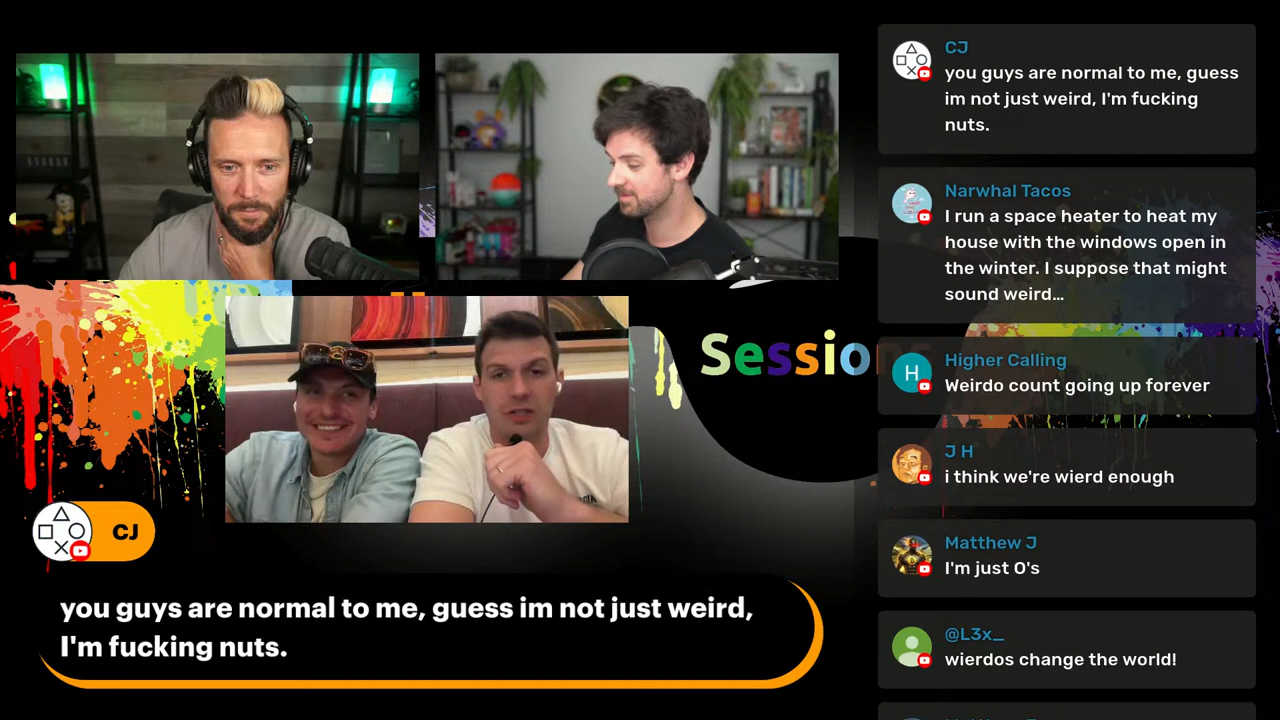 CJ
you guys are normal to me, guess
im not just weird, I'm fucking
nuts.
Narwhal Tacos
I run a space heater to heat my
house with the windows open in
the winter. I suppose that might
sound weird...
Sessions
Higher Calling
H
Weirdo count going up forever
J H
i think we're wierd enough
CJ
Matthew J
I'm just O's
you guys are normal to me, guess im not just weird,
I'm fucking nuts.
@L3x_
wierdos change the world!